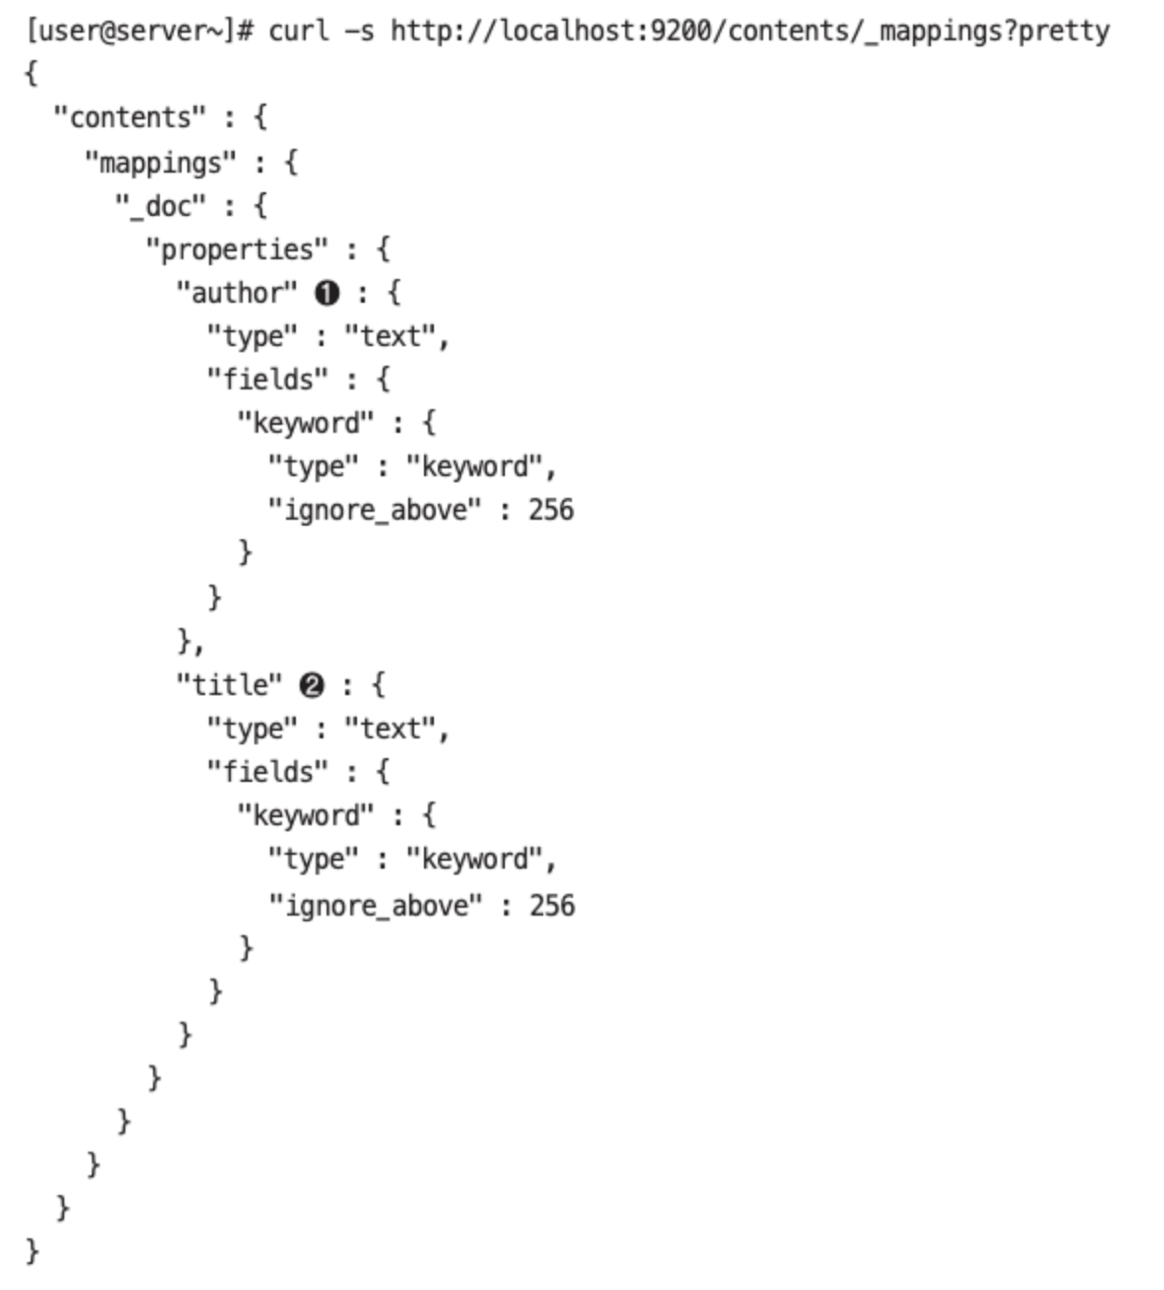 [user@server~]# curl –s http://localhost:9200/contents/_mappings?pretty
{
  "contents" : {
    "mappings" : {
      "_doc" : {
        "properties" : {
          "author" ❶ : {
            "type" : "text",
            "fields" : {
              "keyword" : {
                "type" : "keyword",
                "ignore_above" : 256
              }
            }
          },
          "title" ❷ : {
            "type" : "text",
            "fields" : {
              "keyword" : {
                "type" : "keyword",
                "ignore_above" : 256
              }
            }
          }
        }
      }
    }
  }
}